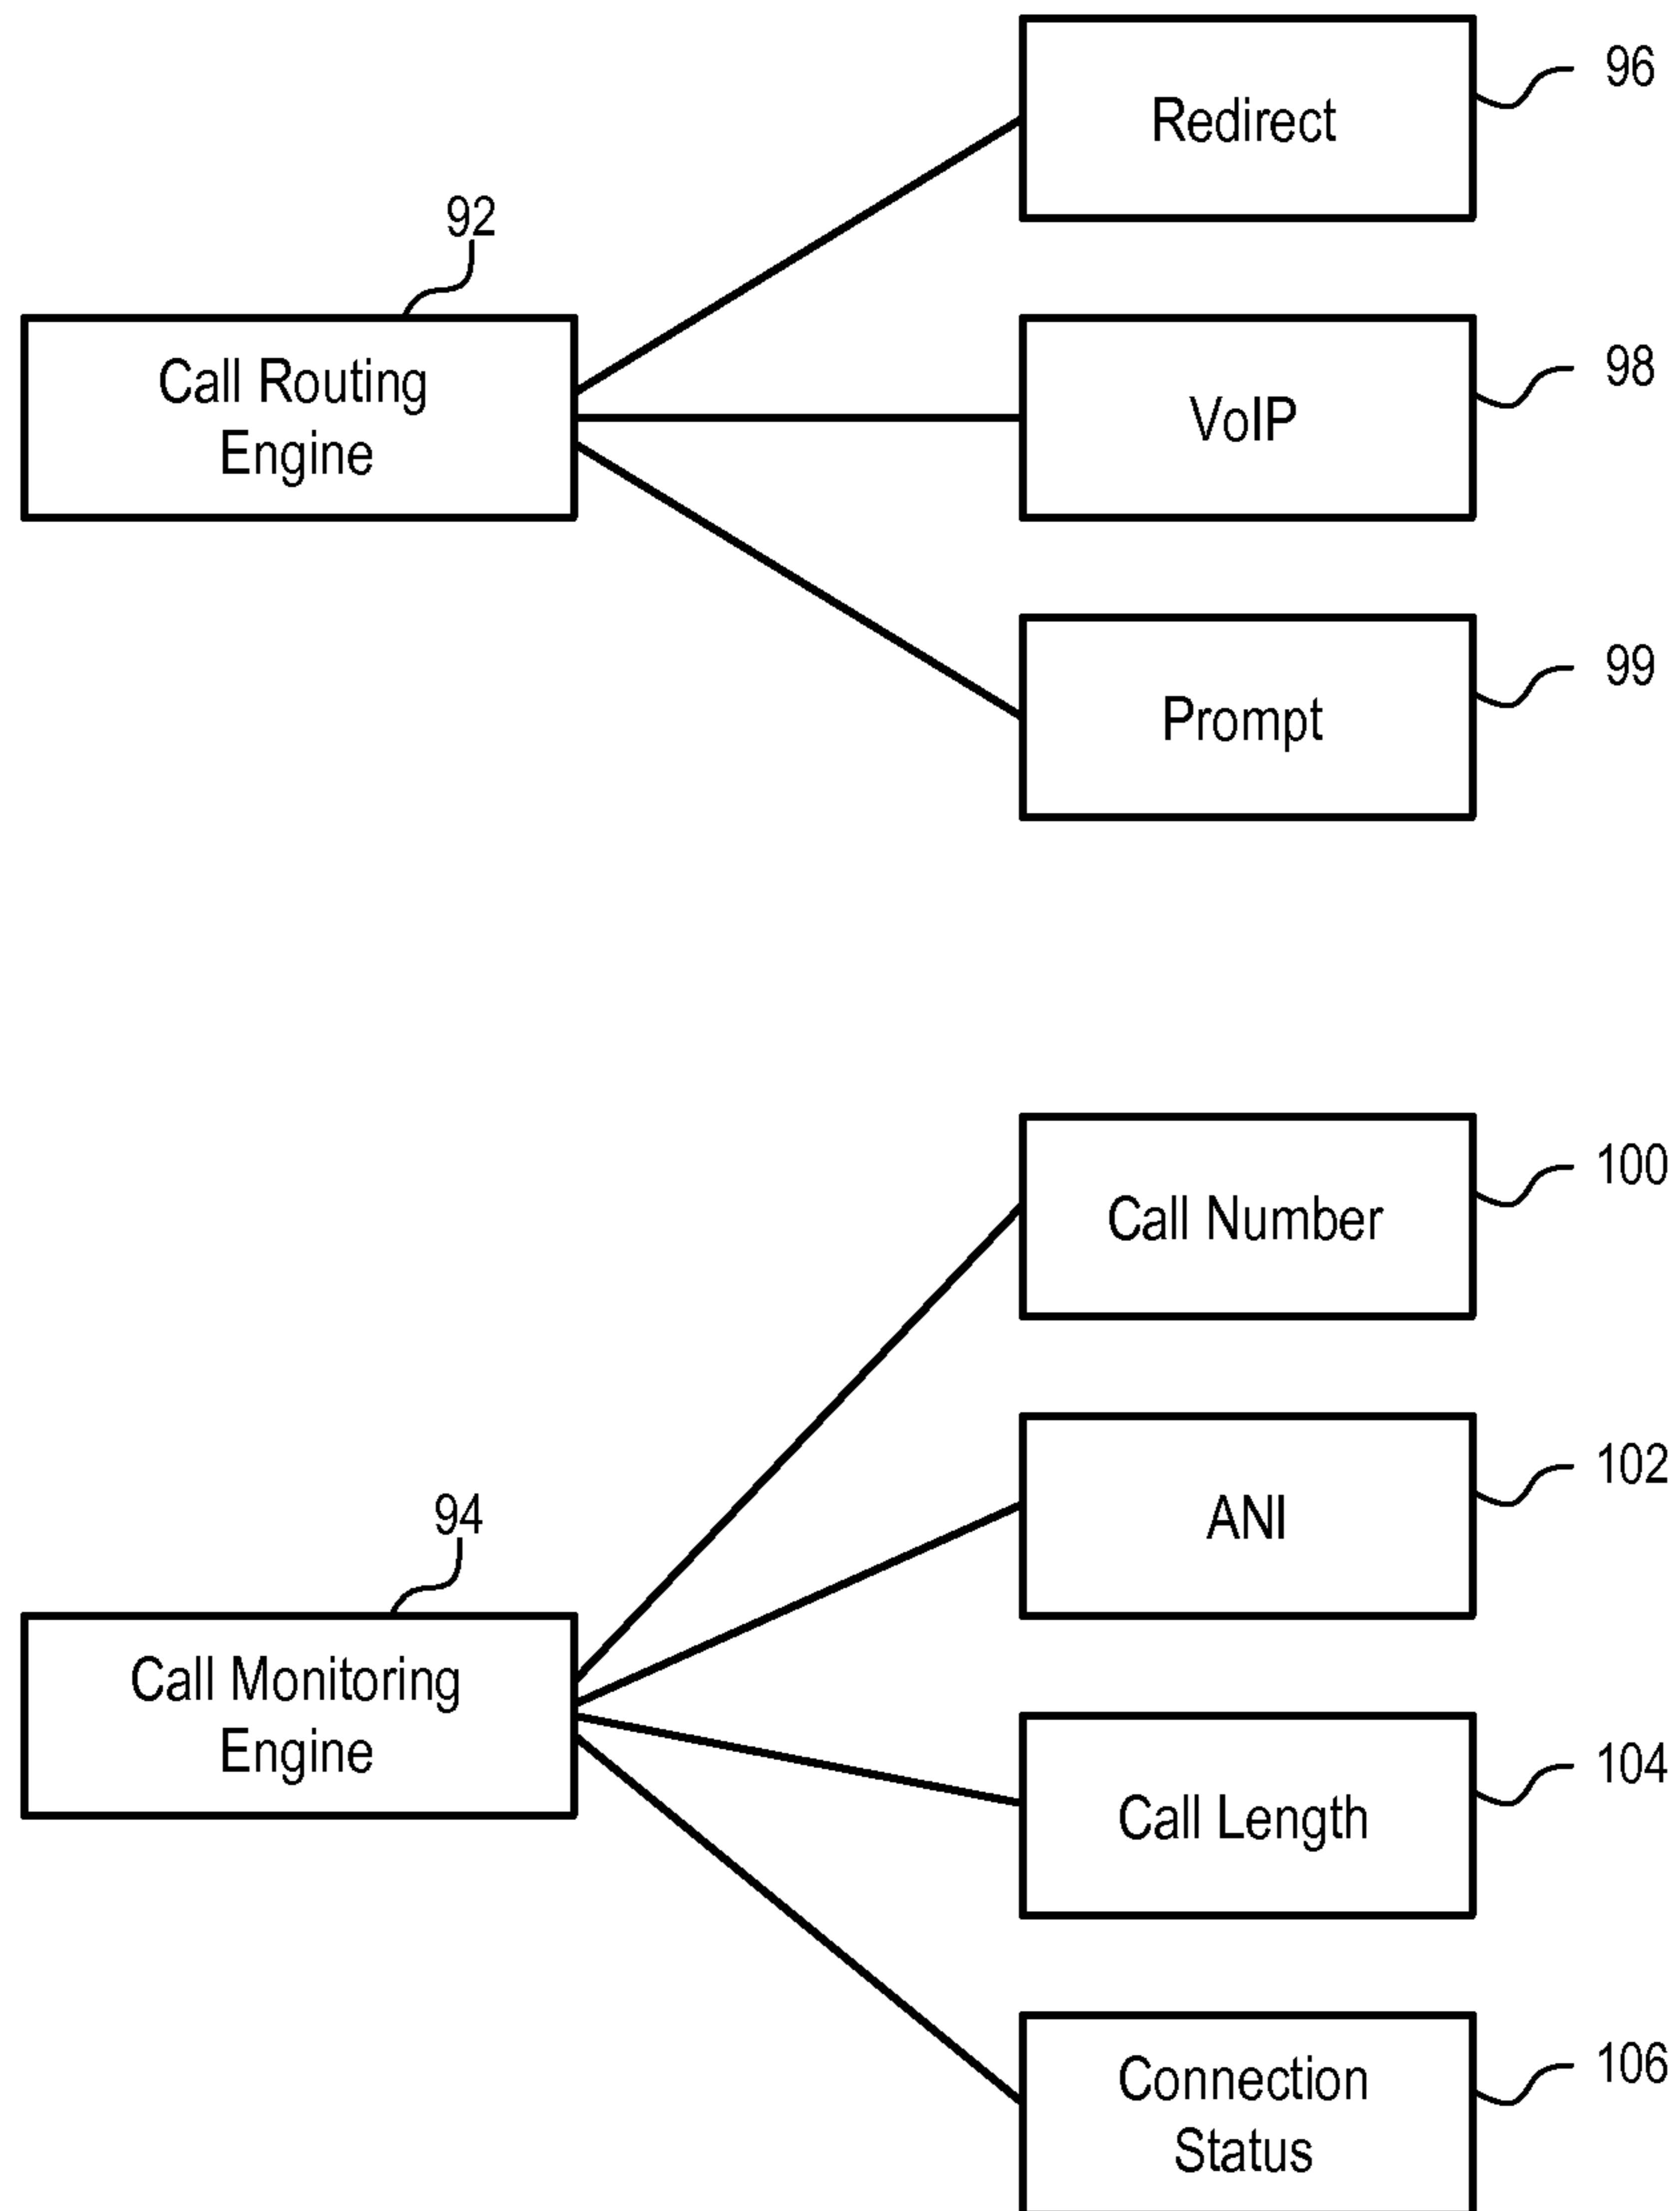 Redirect
96
92
Call Routing
Engine
VoIP
98
Prompt
99
Call Number
100
ANI
102
94
Call Monitoring
Engine
Call Length
104
Connection
Status
106